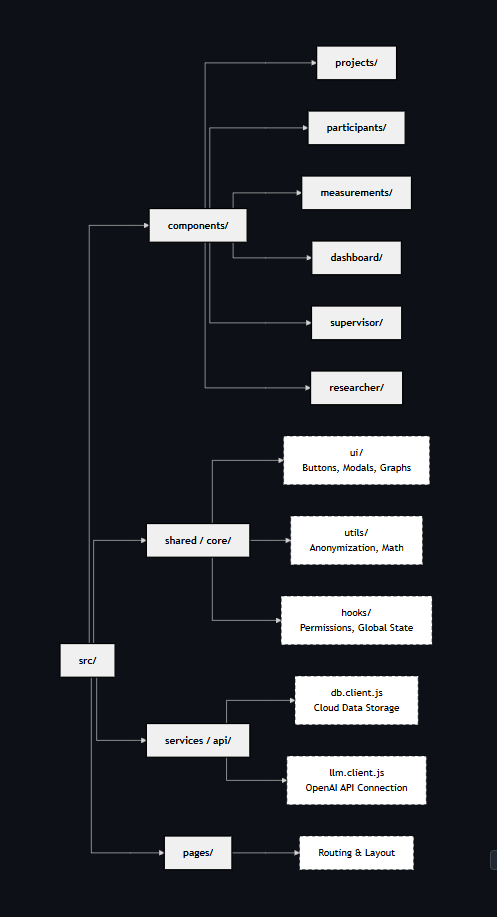 projects/
participants/
measurements/
components/
dashboard/
supervisor/
researcher/
ui/
Buttons, Modals, Graphs
shared / core/
utils/
Anonymization, Math
hooks/
Permissions, Global State
src/
db.client.js
Cloud Data Storage
services / api/
llm.client.js
OpenAI API Connection
pages/
Routing & Layout